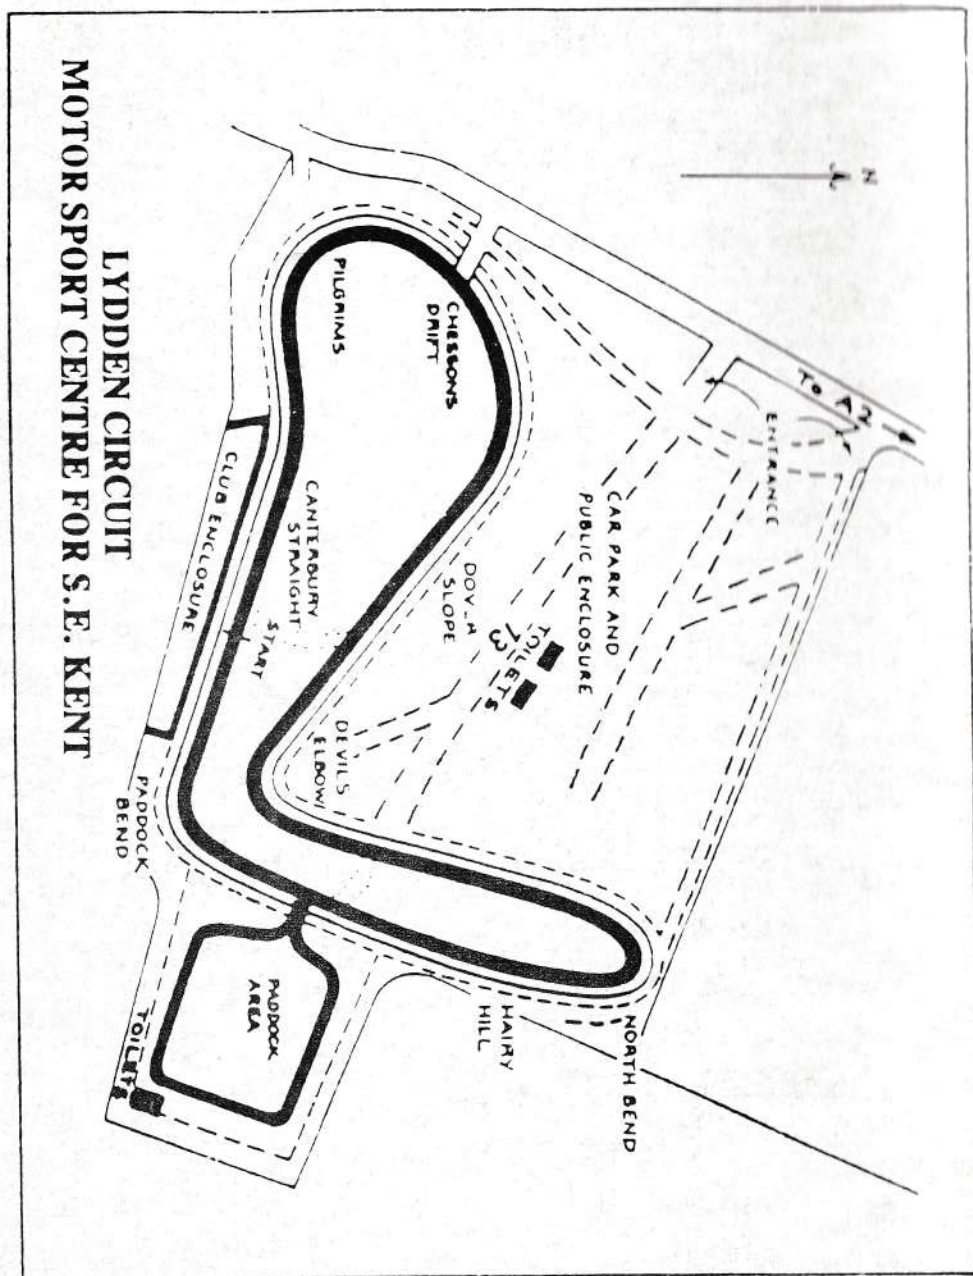 LYDDEN CIRCUIT
MOTOR SPORT CENTRE FOR S.E. KENT
N
TO A2
ENTRANCE
CAR PARK AND
PUBLIC ENCLOSURE
TOILETS
NORTH BEND
HAIRY
HILL
DEVILS
ELBOW
SLOPE
CHESSONS
DRIFT
PILGRIMS
CANTERBURY
STRAIGHT
START
CLUB ENCLOSURE
PADDOCK
BEND
PADDOCK
AREA
TOILETS